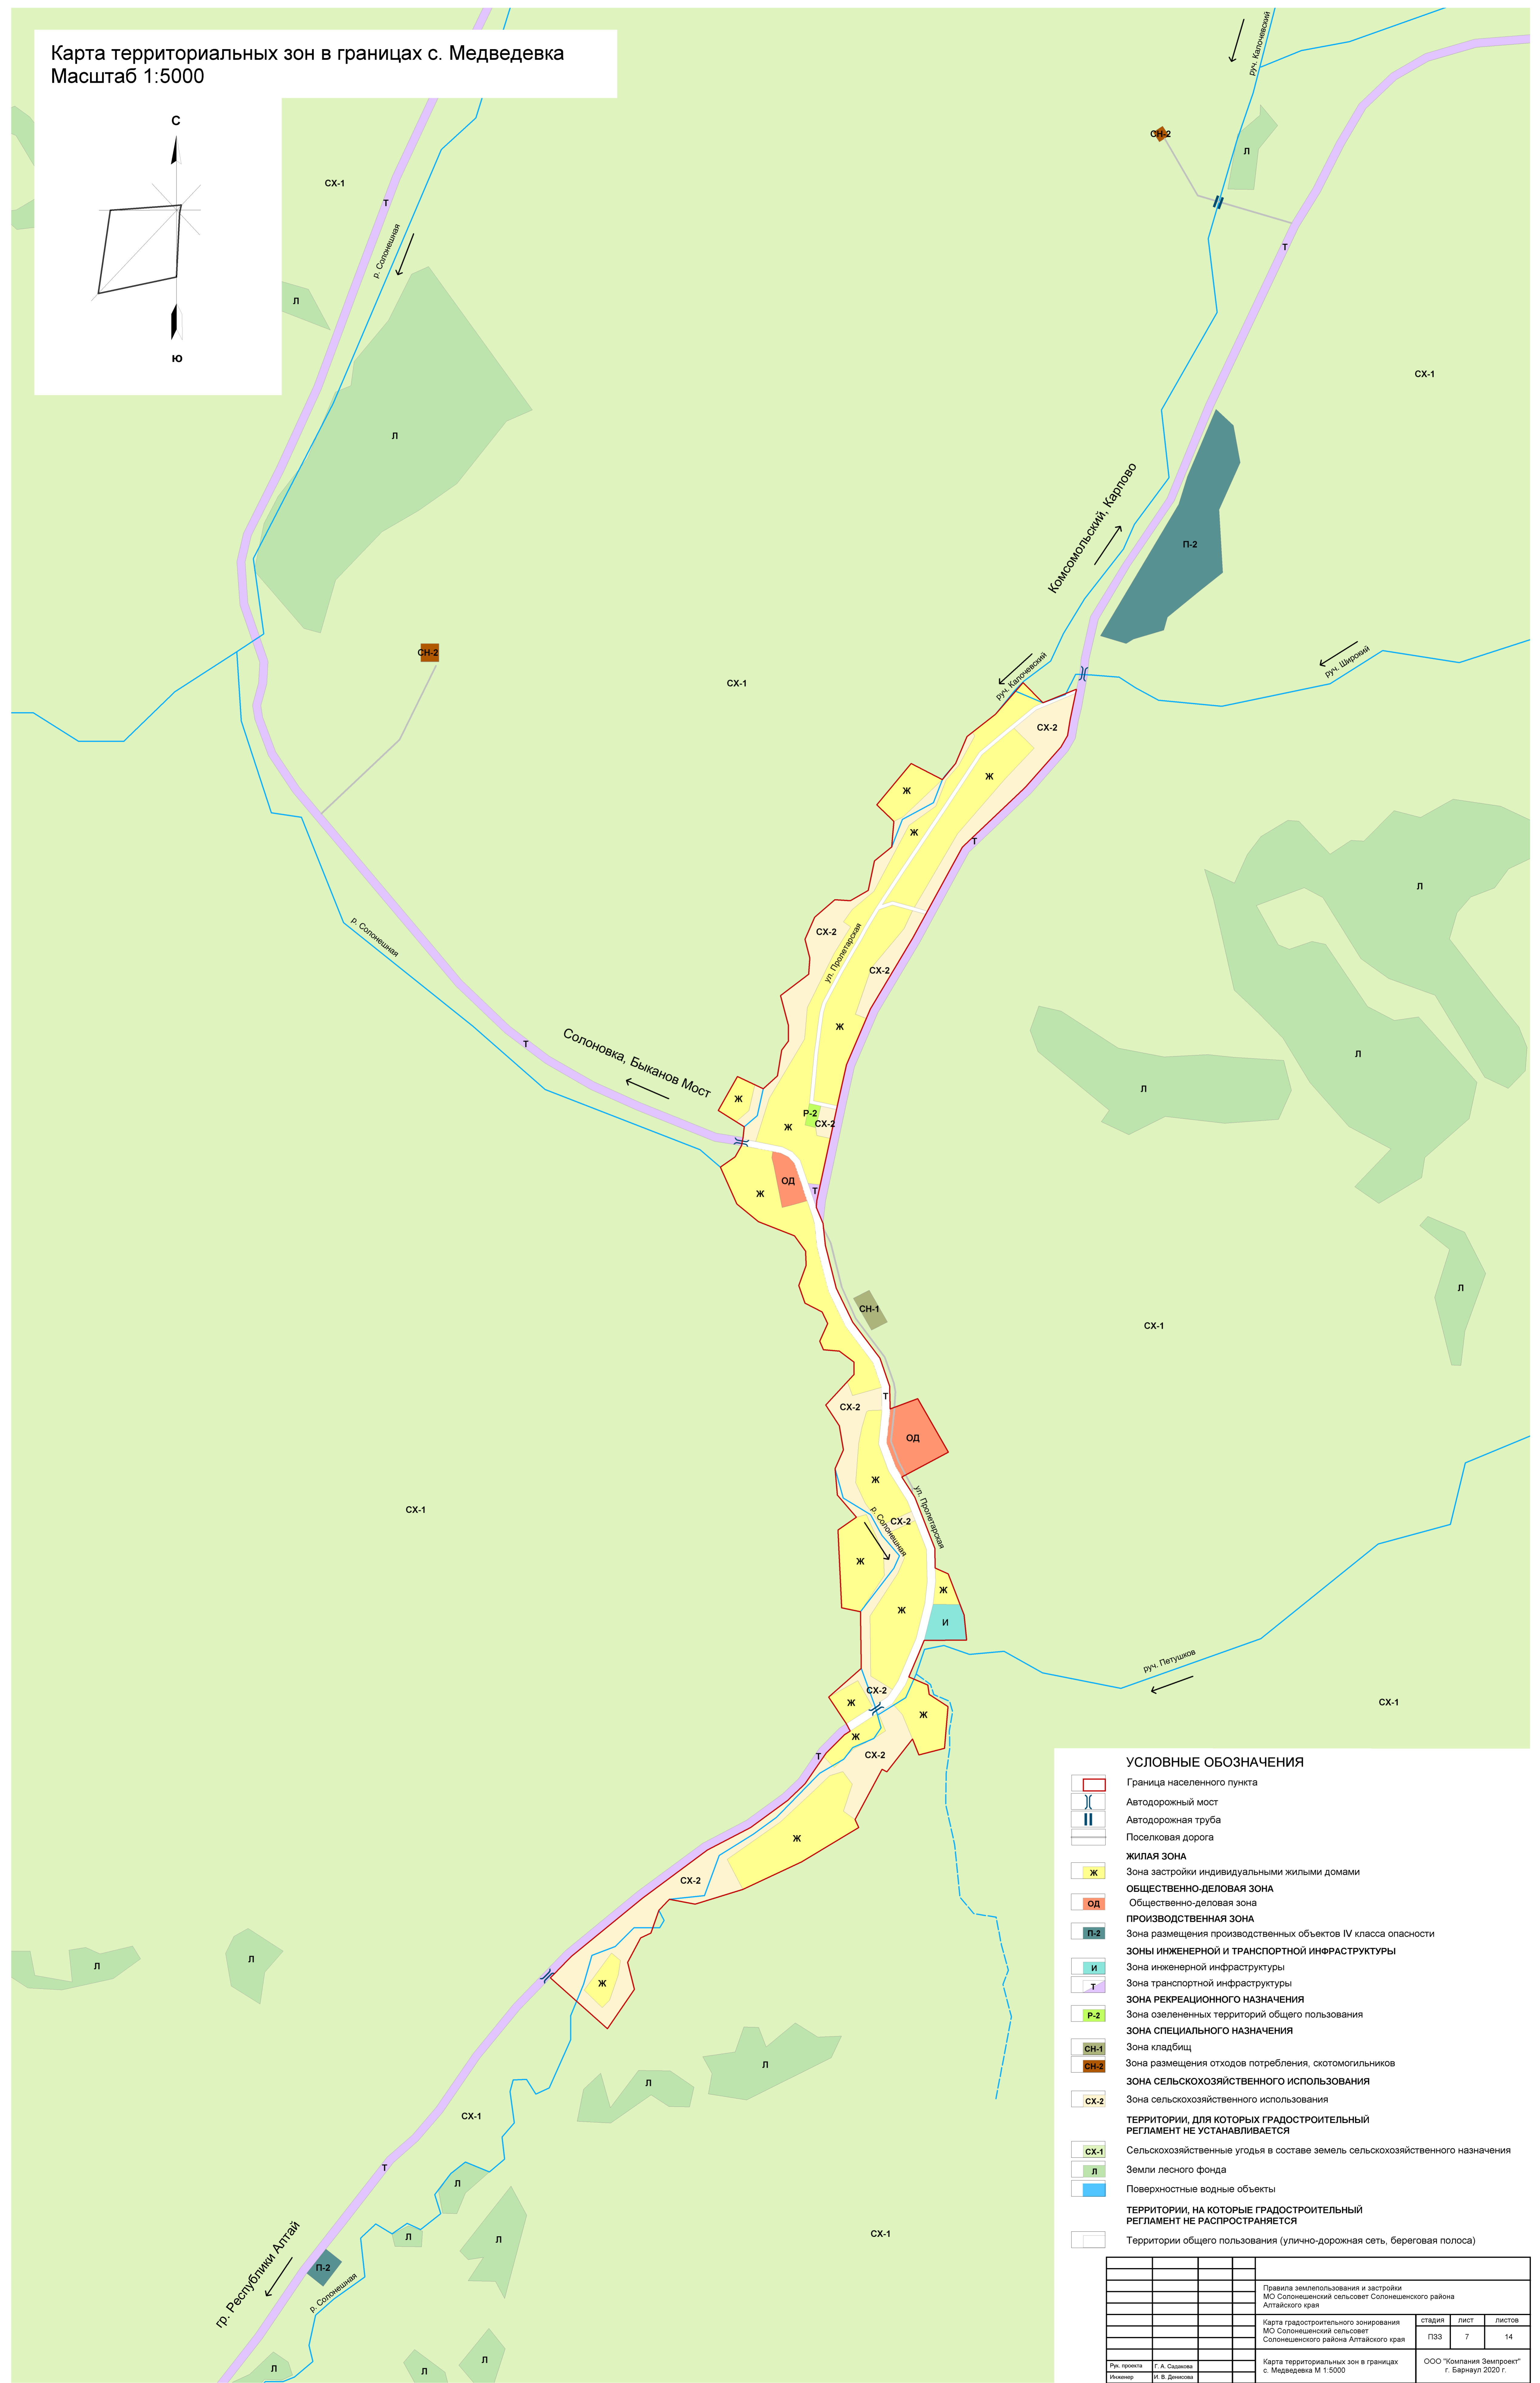 Карта территориальных зон в границах с. Медведевка
Масштаб 1:5000
С
ю
руч. Калочевский
СН-2
Л
СХ-1
Т
р. Солонешная
Т
Л
СХ-1
Л
Комсомольский, Карпово
П-2
СН-2
руч. Широкий
руч. Калочевский
СХ-1
СХ-2
Ж
Ж
Ж
Т
Л
СХ-2
р. Солонешная
ул. Пролетарская
СХ-2
Ж
Т
Солоновка, Быканов Мост
Л
Л
Ж
Р-2
СХ-2
Ж
ОД
Т
Ж
Л
СН-1
СХ-1
Т
СХ-2
ОД
Ж
СХ-1
р. Солонешная
СХ-2
ул. Пролетарская
Ж
Ж
Ж
И
руч. Петушков
СХ-2
Ж
СХ-1
Ж
Ж
Т
СХ-2
Ж
СХ-2
Л
Л
Ж
Л
Л
СХ-1
Т
Л
Л
Л
СХ-1
гр. Республики Алтай
П-2
р. Солонешная
Л
Л
Л
УСЛОВНЫЕ ОБОЗНАЧЕНИЯ
Граница населенного пункта
Автодорожный мост
Автодорожная труба
Поселковая дорога
ЖИЛАЯ ЗОНА
Ж Зона застройки индивидуальными жилыми домами
ОБЩЕСТВЕННО-ДЕЛОВАЯ ЗОНА
ОД Общественно-деловая зона
ПРОИЗВОДСТВЕННАЯ ЗОНА
П-2 Зона размещения производственных объектов IV класса опасности
ЗОНЫ ИНЖЕНЕРНОЙ И ТРАНСПОРТНОЙ ИНФРАСТРУКТУРЫ
И Зона инженерной инфраструктуры
Т Зона транспортной инфраструктуры
ЗОНА РЕКРЕАЦИОННОГО НАЗНАЧЕНИЯ
Р-2 Зона озелененных территорий общего пользования
ЗОНА СПЕЦИАЛЬНОГО НАЗНАЧЕНИЯ
СН-1 Зона кладбищ
СН-2 Зона размещения отходов потребления, скотомогильников
ЗОНА СЕЛЬСКОХОЗЯЙСТВЕННОГО ИСПОЛЬЗОВАНИЯ
СХ-2 Зона сельскохозяйственного использования
ТЕРРИТОРИИ, ДЛЯ КОТОРЫХ ГРАДОСТРОИТЕЛЬНЫЙ
РЕГЛАМЕНТ НЕ УСТАНАВЛИВАЕТСЯ
СХ-1 Сельскохозяйственные угодья в составе земель сельскохозяйственного назначения
Л Земли лесного фонда
Поверхностные водные объекты
ТЕРРИТОРИИ, НА КОТОРЫЕ ГРАДОСТРОИТЕЛЬНЫЙ
РЕГЛАМЕНТ НЕ РАСПРОСТРАНЯЕТСЯ
Территории общего пользования (улично-дорожная сеть, береговая полоса)
Правила землепользования и застройки
МО Солонешенский сельсовет Солонешенского района
Алтайского края
Карта градостроительного зонирования
МО Солонешенский сельсовет
Солонешенского района Алтайского края
стадия лист листов
ПЗЗ 7 14
Рук. проекта Г. А. Садакова
Инженер И. В. Денисова
Карта территориальных зон в границах
с. Медведевка М 1:5000
ООО "Компания Земпроект"
г. Барнаул 2020 г.